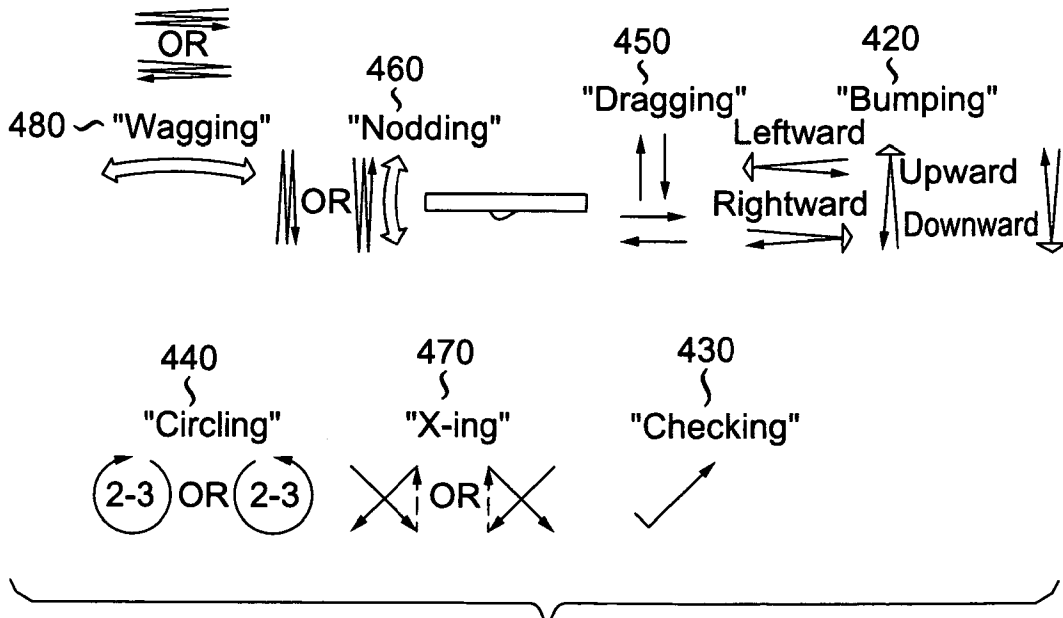 OR
450
420
460
"Dragging"
"Bumping"
480
"Wagging"
"Nodding"
Leftward
OR
Upward
Rightward
Downward
440
470
430
"Circling"
"X-ing"
"Checking"
2-3 OR 2-3
OR